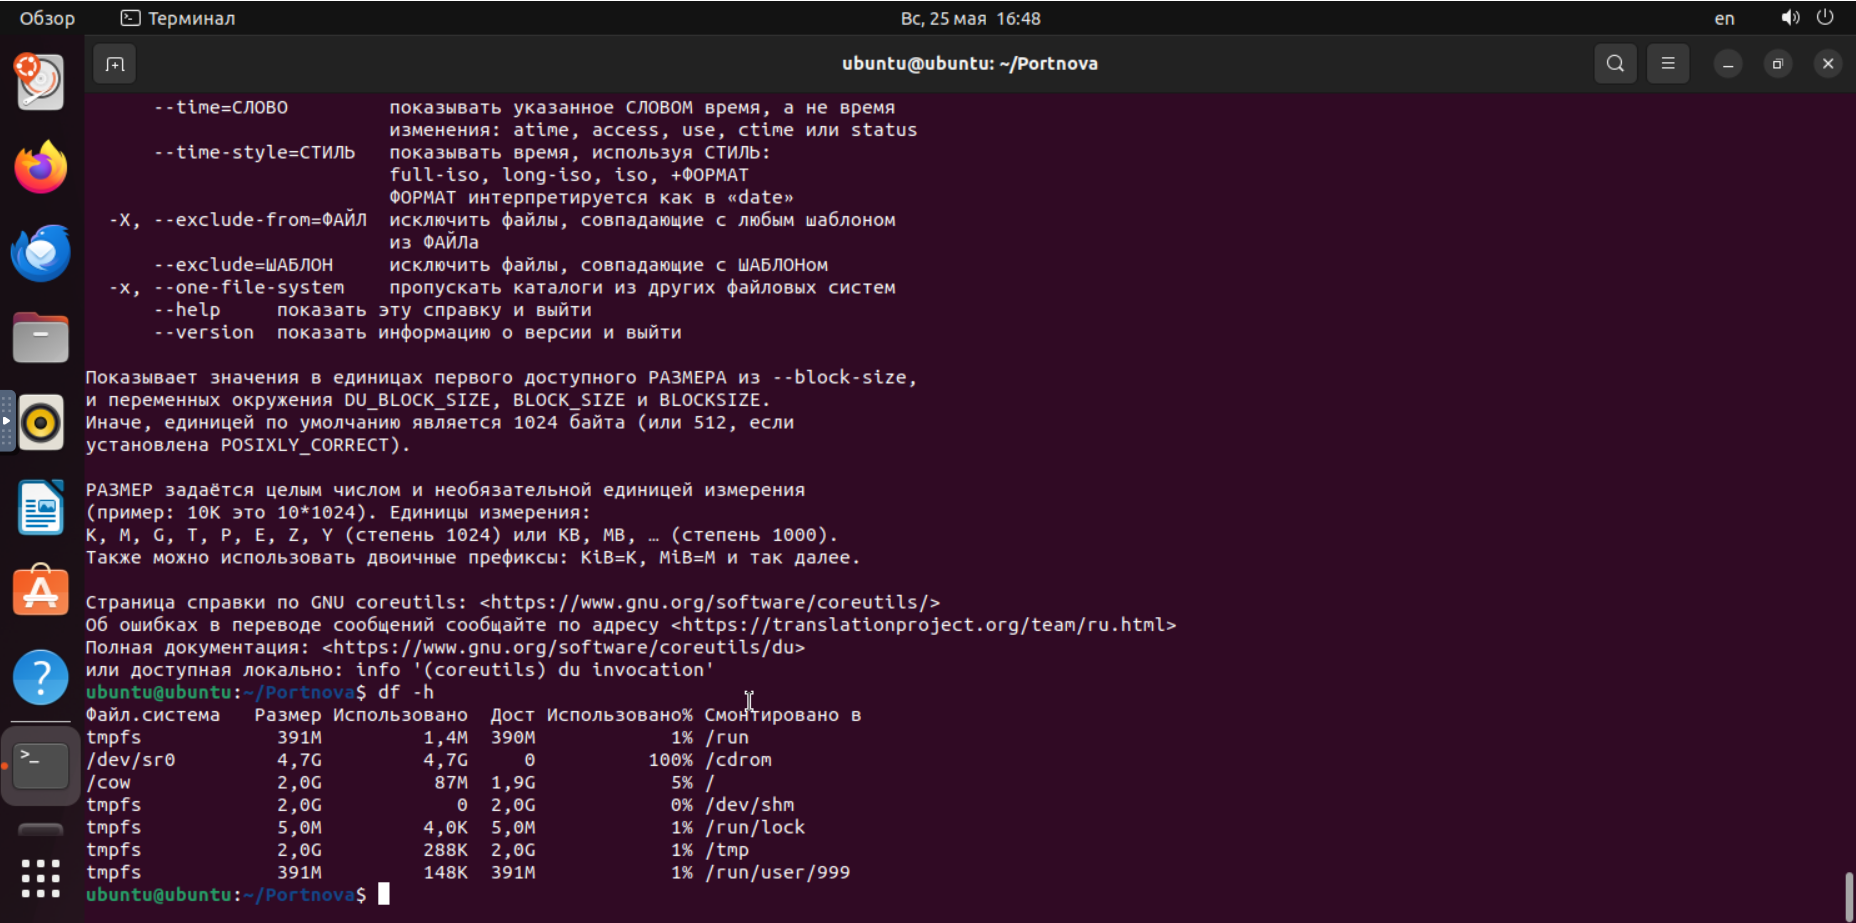 Обзор Терминал Вс, 25 мая 16:48 en
ubuntu@ubuntu: ~/Portnova
--time=СЛОВО показывать указанное СЛОВОМ время, а не время
изменения: atime, access, use, ctime или status
--time-style=СТИЛЬ показывать время, используя СТИЛЬ:
full-iso, long-iso, iso, +ФОРМАТ
ФОРМАТ интерпретируется как в «date»
-X, --exclude-from=ФАЙЛ исключить файлы, совпадающие с любым шаблоном
из ФАЙЛа
--exclude=ШАБЛОН исключить файлы, совпадающие с ШАБЛОНом
-x, --one-file-system пропускать каталоги из других файловых систем
--help показать эту справку и выйти
--version показать информацию о версии и выйти
Показывает значения в единицах первого доступного РАЗМЕРА из --block-size,
и переменных окружения DU_BLOCK_SIZE, BLOCK_SIZE и BLOCKSIZE.
Иначе, единицей по умолчанию является 1024 байта (или 512, если
установлена POSIXLY_CORRECT).
РАЗМЕР задаётся целым числом и необязательной единицей измерения
(пример: 10K это 10*1024). Единицы измерения:
K, M, G, T, P, E, Z, Y (степень 1024) или KB, MB, … (степень 1000).
Также можно использовать двоичные префиксы: KiB=K, MiB=M и так далее.
Страница справки по GNU coreutils: <https://www.gnu.org/software/coreutils/>
Об ошибках в переводе сообщений сообщайте по адресу <https://translationproject.org/team/ru.html>
Полная документация: <https://www.gnu.org/software/coreutils/du>
или доступная локально: info '(coreutils) du invocation'
ubuntu@ubuntu:~/Portnova$ df -h
Файл.система Размер Использовано Дост Использовано% Смонтировано в
tmpfs 391M 1,4M 390M 1% /run
/dev/sr0 4,7G 4,7G 0 100% /cdrom
/cow 2,0G 87M 1,9G 5% /
tmpfs 2,0G 0 2,0G 0% /dev/shm
tmpfs 5,0M 4,0K 5,0M 1% /run/lock
tmpfs 2,0G 288K 2,0G 1% /tmp
tmpfs 391M 148K 391M 1% /run/user/999
ubuntu@ubuntu:~/Portnova$